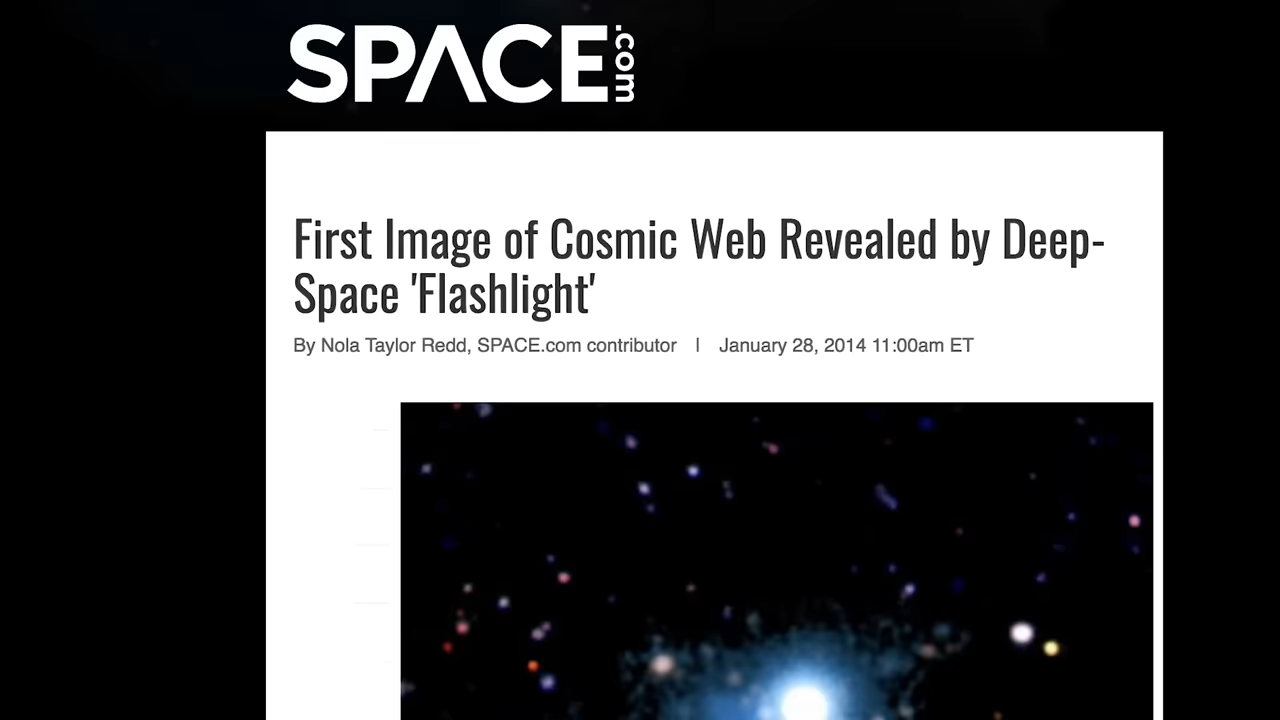 SPACE.com
First Image of Cosmic Web Revealed by Deep-
Space 'Flashlight'
By Nola Taylor Redd, SPACE.com contributor | January 28, 2014 11:00am ET